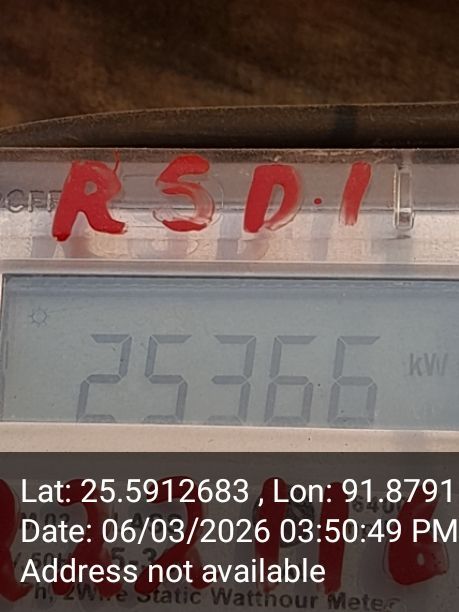 RSD.1
25366 kW
Lat: 25.5912683 , Lon: 91.8791
Date: 06/03/2026 03:50:49 PM
Address not available
Static Watthour Meter